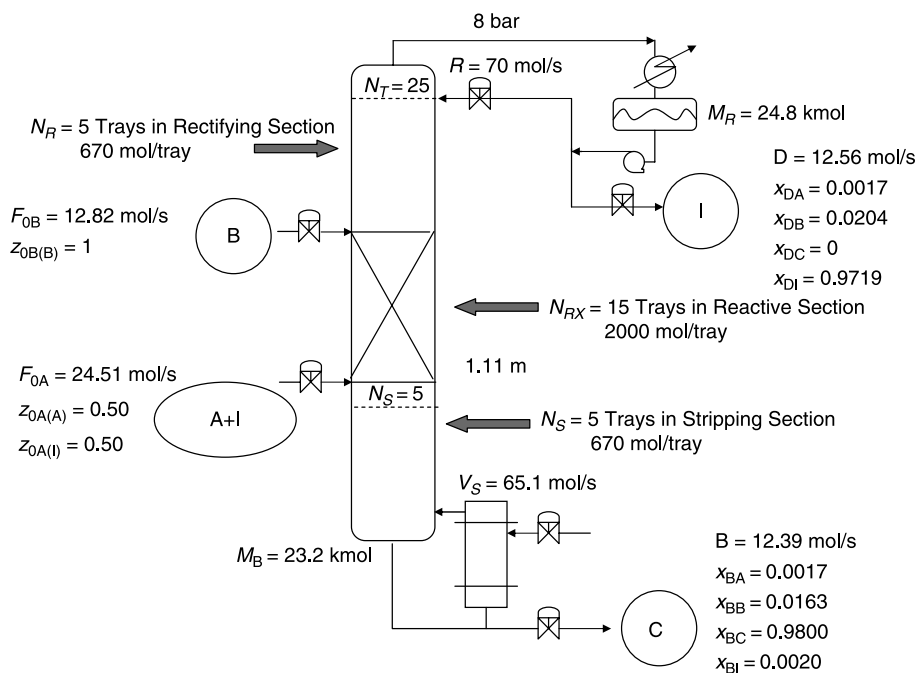 8 bar
R = 70 mol/s
N_T = 25
M_R = 24.8 kmol
N_R = 5 Trays in Rectifying Section
670 mol/tray
D = 12.56 mol/s
x_DA = 0.0017
x_DB = 0.0204
x_DC = 0
x_DI = 0.9719
I
F_0B = 12.82 mol/s
z_0B(B) = 1
B
N_RX = 15 Trays in Reactive Section
2000 mol/tray
1.11 m
F_0A = 24.51 mol/s
z_0A(A) = 0.50
z_0A(I) = 0.50
A+I
N_S = 5
N_S = 5 Trays in Stripping Section
670 mol/tray
V_S = 65.1 mol/s
M_B = 23.2 kmol
B = 12.39 mol/s
x_BA = 0.0017
x_BB = 0.0163
x_BC = 0.9800
x_BI = 0.0020
C